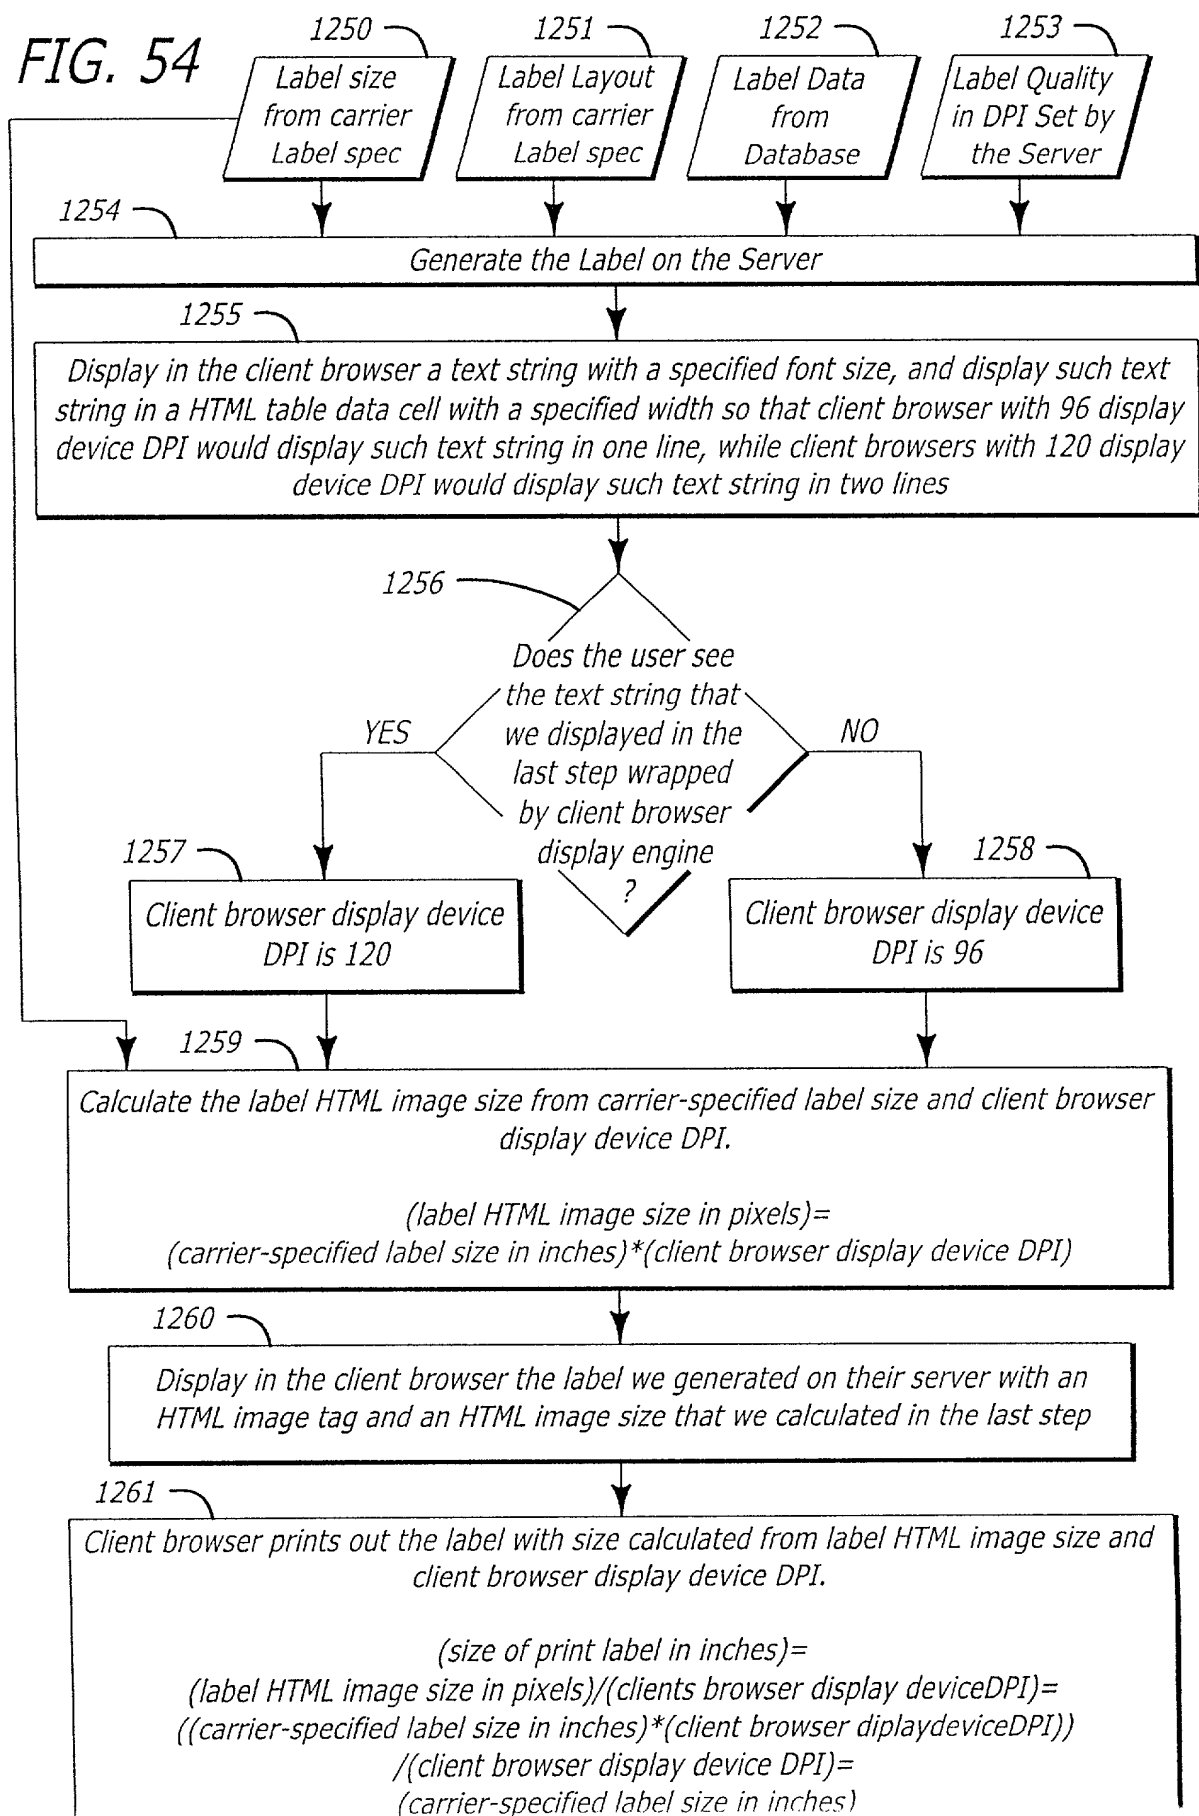 FIG. 54
1250
Label size
from carrier
Label spec
1251
Label Layout
from carrier
Label spec
1252
Label Data
from
Database
1253
Label Quality
in DPI Set by
the Server
1254
Generate the Label on the Server
1255
Display in the client browser a text string with a specified font size, and display such text
string in a HTML table data cell with a specified width so that client browser with 96 display
device DPI would display such text string in one line, while client browsers with 120 display
device DPI would display such text string in two lines
1256
Does the user see
the text string that
we displayed in the
last step wrapped
by client browser
display engine
?
YES
NO
1257
Client browser display device
DPI is 120
1258
Client browser display device
DPI is 96
1259
Calculate the label HTML image size from carrier-specified label size and client browser
display device DPI.
(label HTML image size in pixels)=
(carrier-specified label size in inches)*(client browser display device DPI)
1260
Display in the client browser the label we generated on their server with an
HTML image tag and an HTML image size that we calculated in the last step
1261
Client browser prints out the label with size calculated from label HTML image size and
client browser display device DPI.
(size of print label in inches)=
(label HTML image size in pixels)/(clients browser display deviceDPI)=
((carrier-specified label size in inches)*(client browser diplaydeviceDPI))
/(client browser display device DPI)=
(carrier-specified label size in inches)